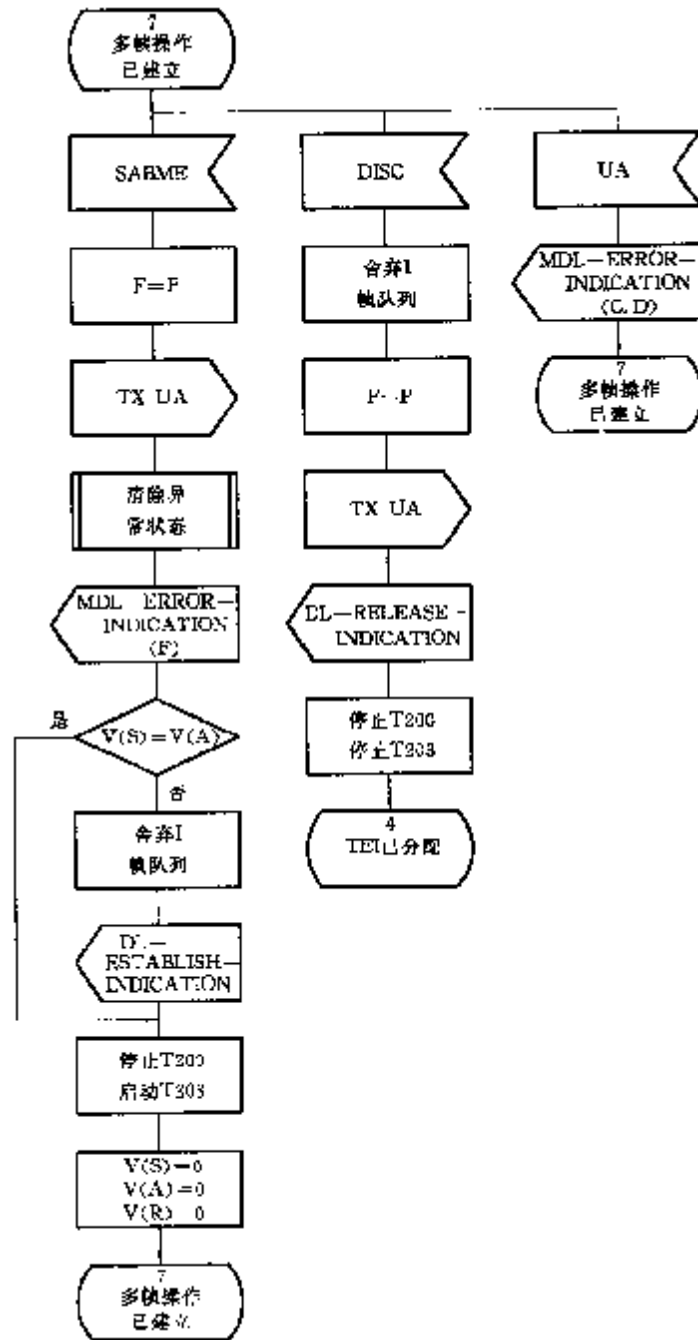 7
多帧操作
已建立
SABME
F=P
TX UA
清除异
常状态
MDL ERROR—
INDICATION
(F)
是
V(S)=V(A)
否
舍弃I
帧队列
DL—
ESTABLISH—
INDICATION
停止T200
启动T203
V(S)=0
V(A)=0
V(R) 0
7
多帧操作
已建立
DISC
舍弃I
帧队列
TX UA
DL—RELEASE-
INDICATION
停止T200
停止T203
4
TEI已分配
UA
MDL—ERROR—
INDICATION
(C,D)
7
多帧操作
已建立